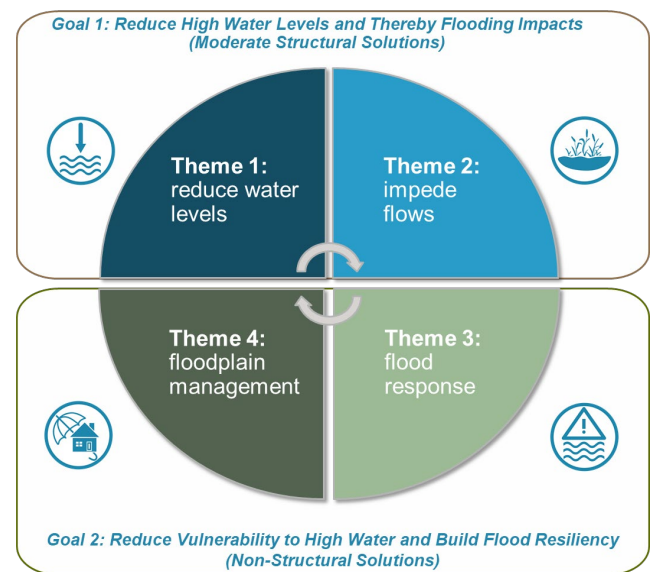 Goal 1: Reduce High Water Levels and Thereby Flooding Impacts
(Moderate Structural Solutions)
Theme 1:
reduce water
levels
Theme 2:
impede
flows
Theme 4:
floodplain
management
Theme 3:
flood
response
Goal 2: Reduce Vulnerability to High Water and Build Flood Resiliency
(Non-Structural Solutions)